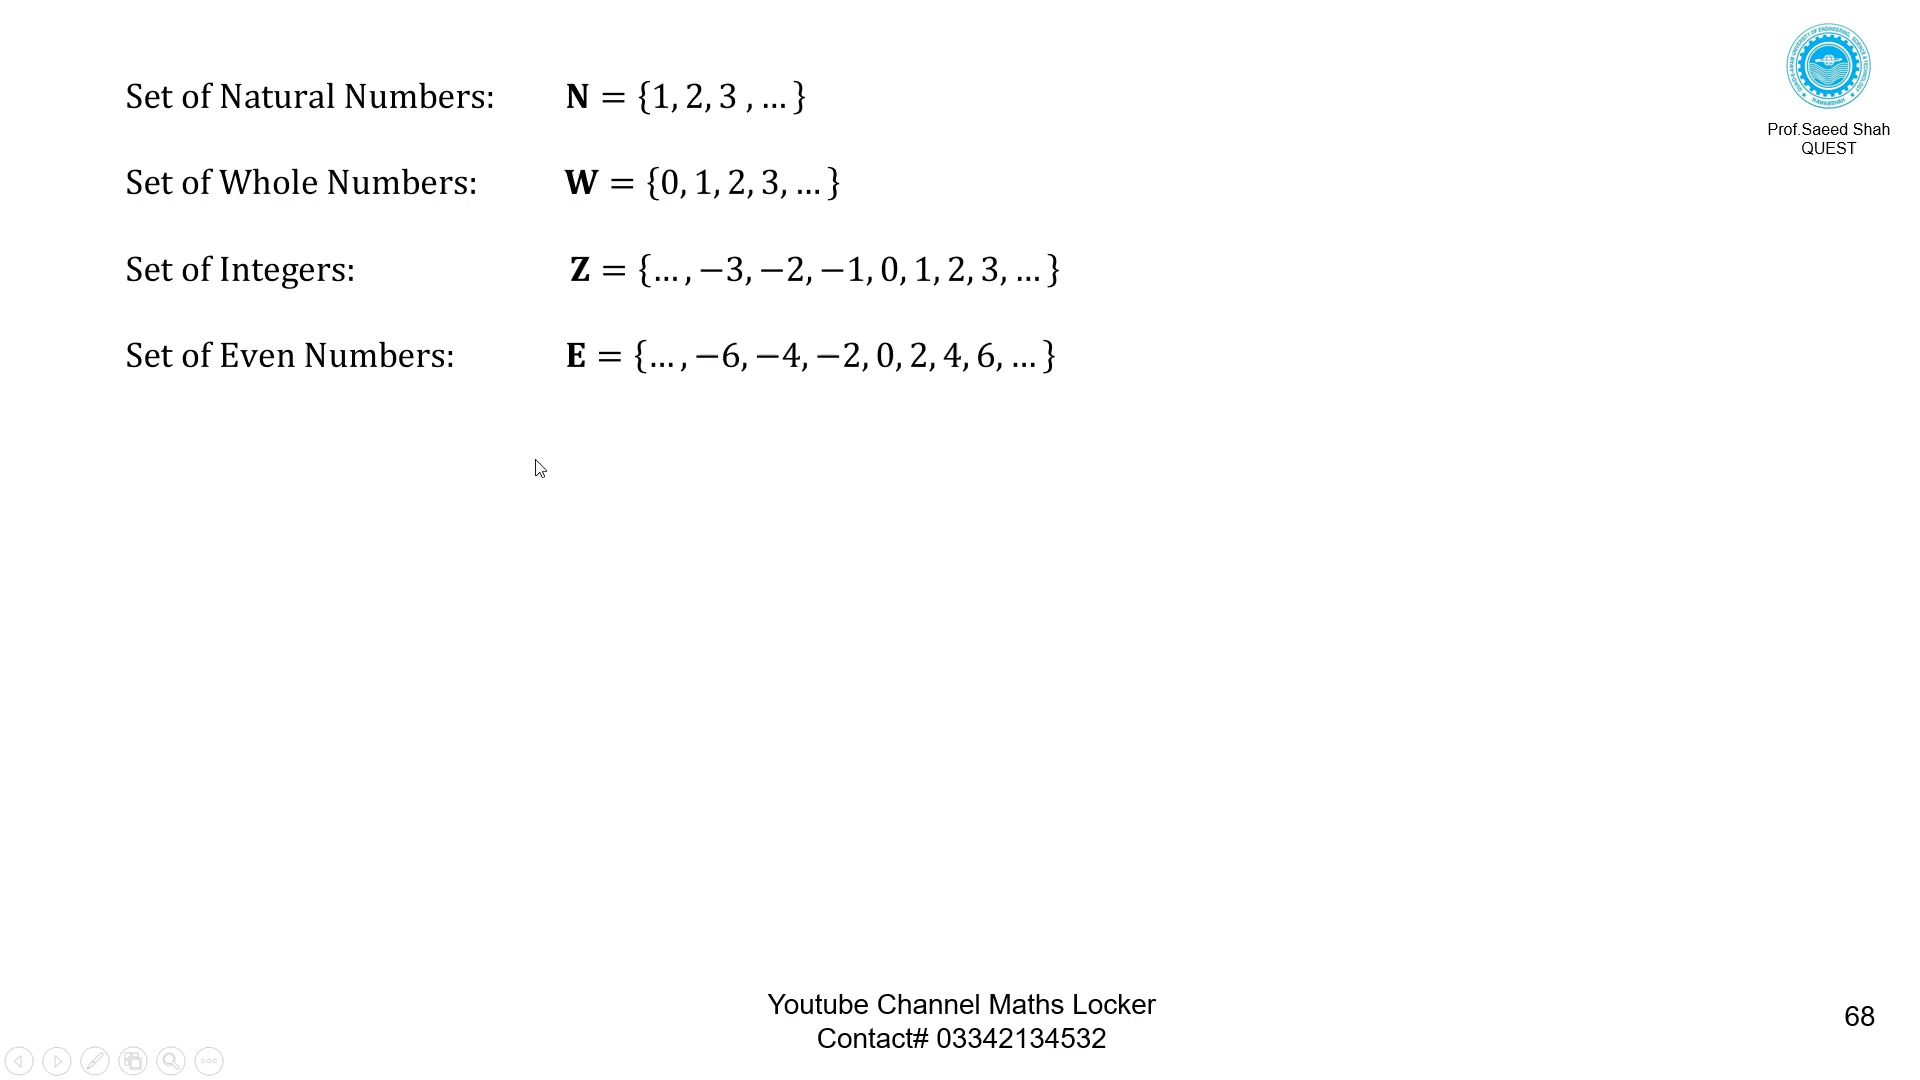 Prof.Saeed Shah
QUEST
Set of Natural Numbers: N = {1, 2, 3 , … }
Set of Whole Numbers: W = {0, 1, 2, 3, … }
Set of Integers: Z = {… , −3, −2, −1, 0, 1, 2, 3, … }
Set of Even Numbers: E = {… , −6, −4, −2, 0, 2, 4, 6, … }
Youtube Channel Maths Locker
Contact# 03342134532
68